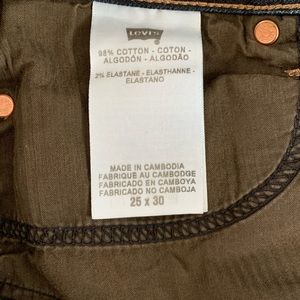 Levi's
98% COTTON - COTON -
ALGODÓN - ALGODÃO
2% ELASTANE - ELASTHANNE -
ELASTANO
MADE IN CAMBODIA
FABRIQUE AU CAMBODGE
FABRICADO EN CAMBOYA
FABRICADO NO CAMBOJA
25 x 30